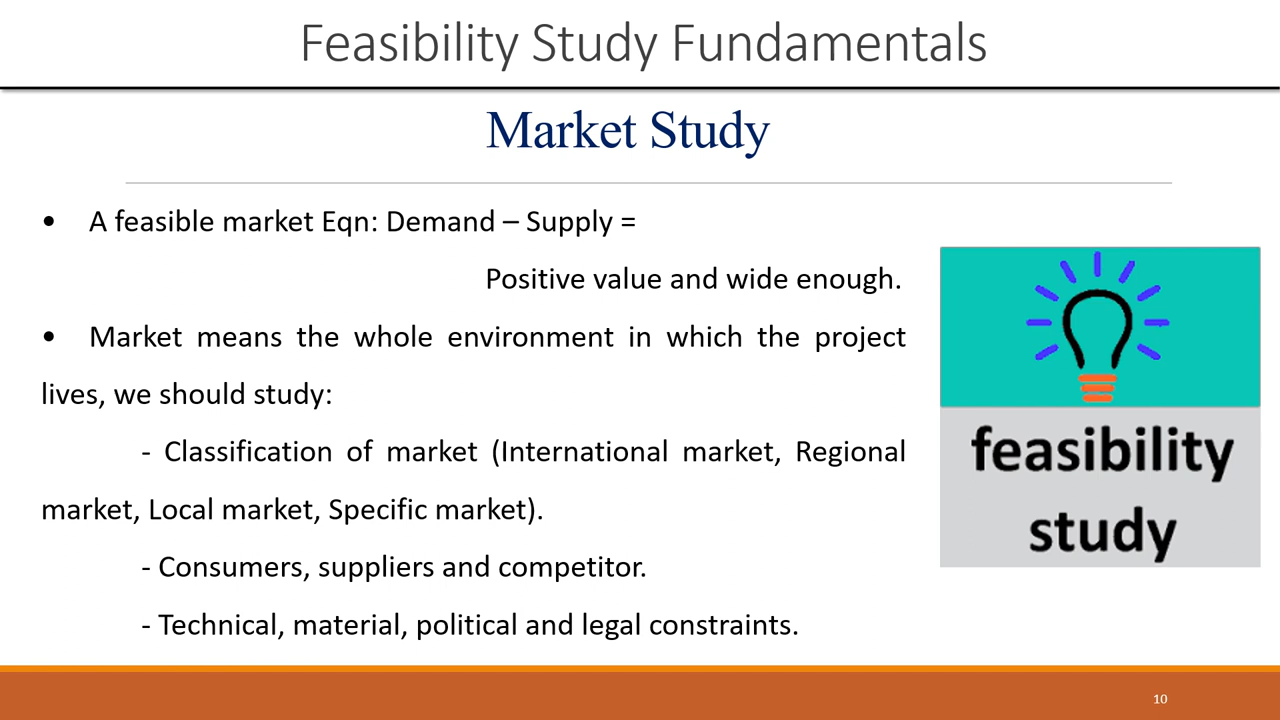 Feasibility Study Fundamentals
Market Study
• A feasible market Eqn: Demand – Supply =
Positive value and wide enough.
• Market means the whole environment in which the project
lives, we should study:
- Classification of market (International market, Regional
market, Local market, Specific market).
- Consumers, suppliers and competitor.
- Technical, material, political and legal constraints.
feasibility
study
10